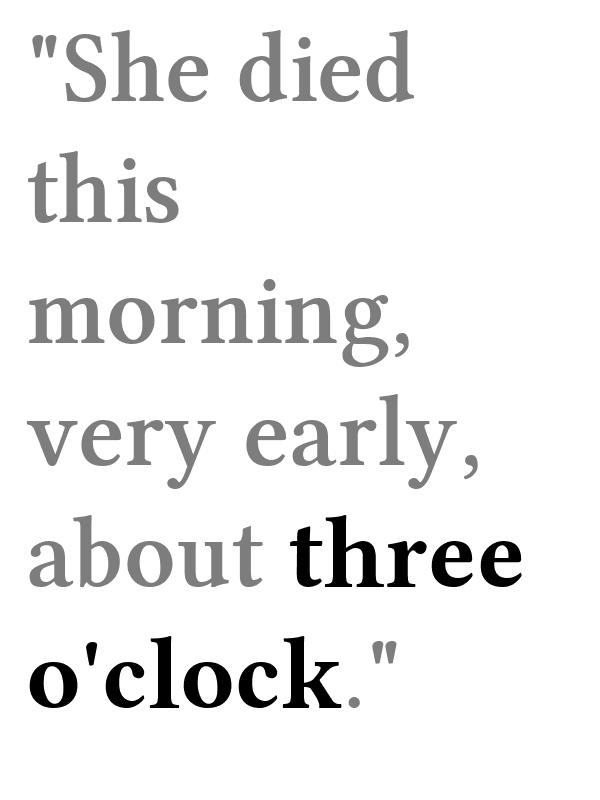 "She died
this
morning,
very early,
about three
o'clock."